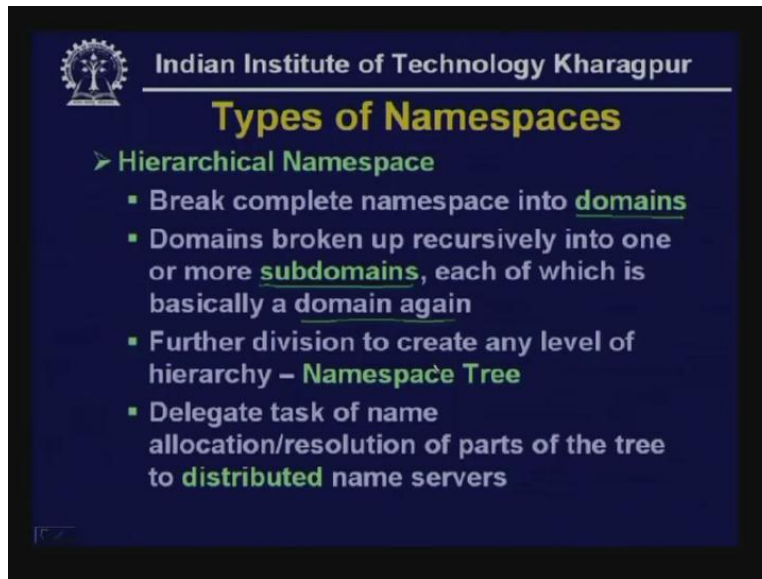 Indian Institute of Technology Kharagpur
Types of Namespaces
➢ Hierarchical Namespace
▪ Break complete namespace into domains
▪ Domains broken up recursively into one
or more subdomains, each of which is
basically a domain again
▪ Further division to create any level of
hierarchy – Namespace Tree
▪ Delegate task of name
allocation/resolution of parts of the tree
to distributed name servers